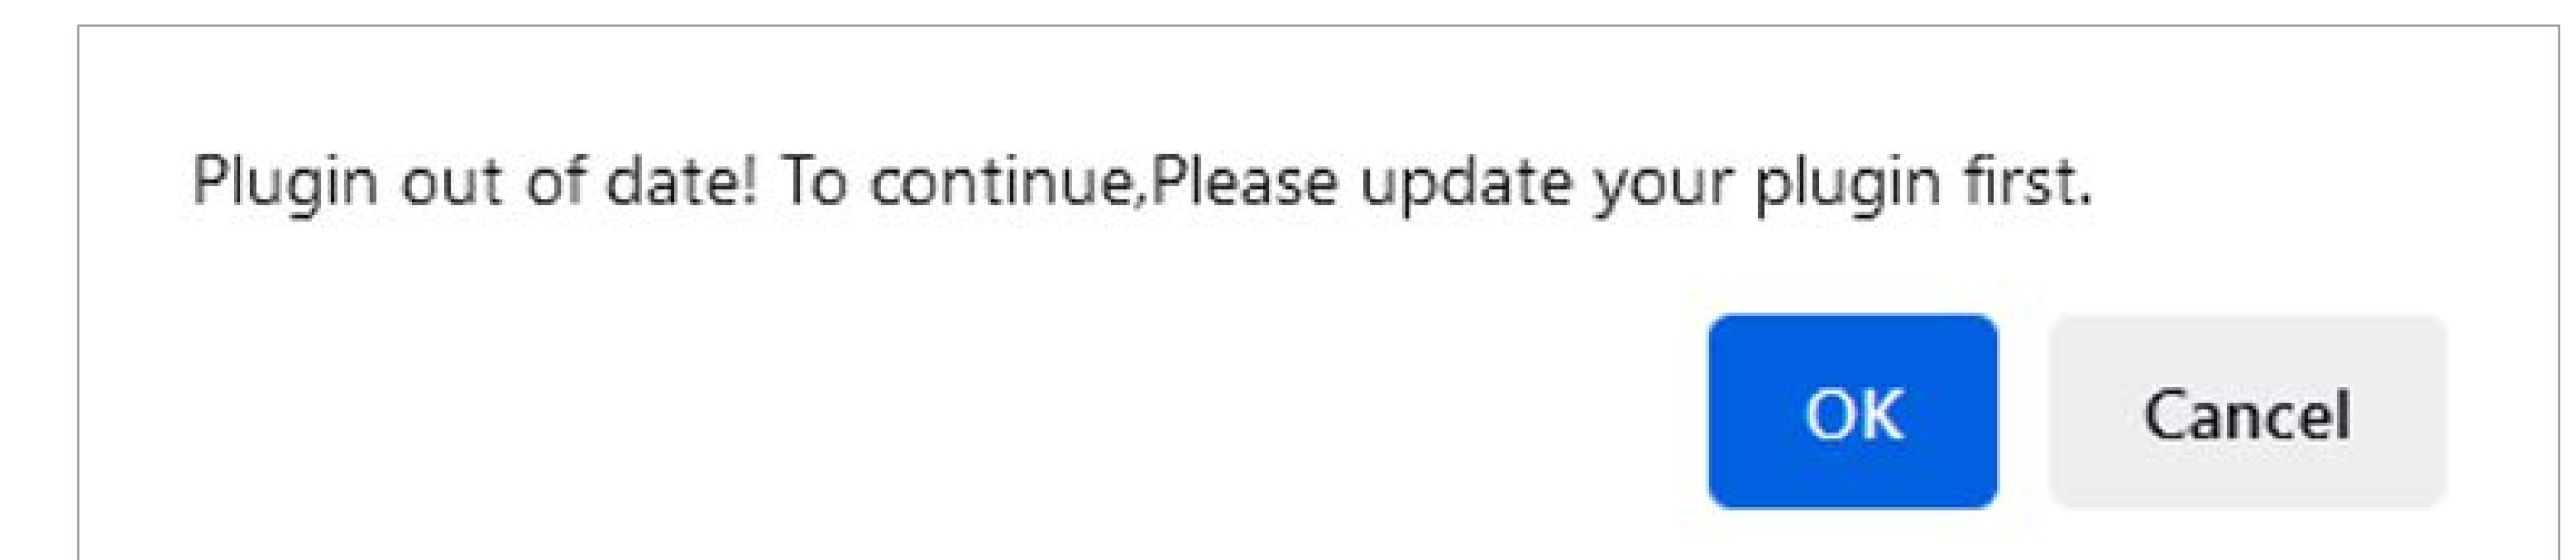 Plugin out of date! To continue,Please update your plugin first.
OK Cancel